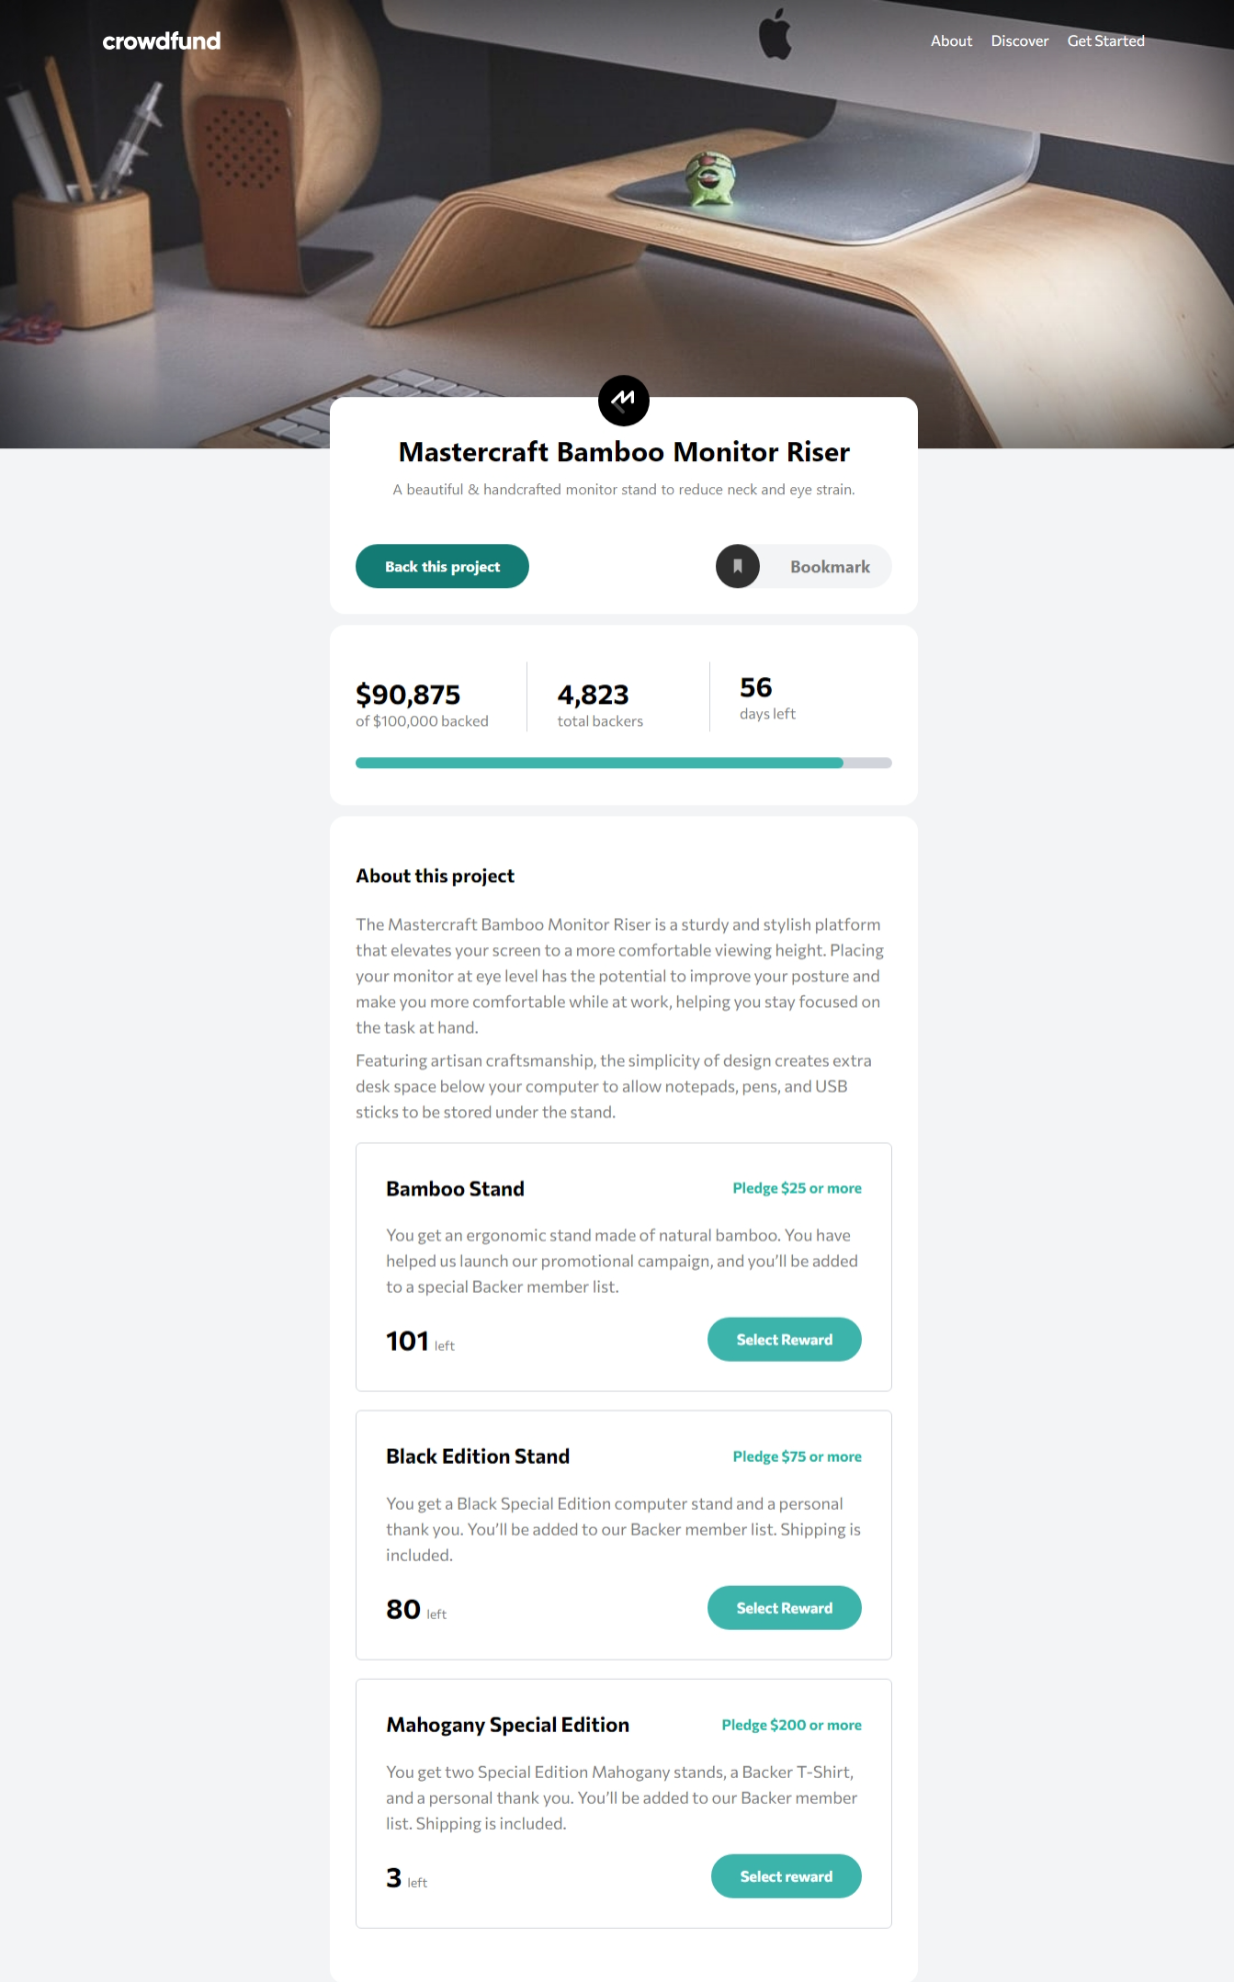 crowdfund
About Discover Get Started
Mastercraft Bamboo Monitor Riser
A beautiful & handcrafted monitor stand to reduce neck and eye strain.
Back this project
Bookmark
$90,875
of $100,000 backed
4,823
total backers
56
days left
About this project
The Mastercraft Bamboo Monitor Riser is a sturdy and stylish platform
that elevates your screen to a more comfortable viewing height. Placing
your monitor at eye level has the potential to improve your posture and
make you more comfortable while at work, helping you stay focused on
the task at hand.
Featuring artisan craftsmanship, the simplicity of design creates extra
desk space below your computer to allow notepads, pens, and USB
sticks to be stored under the stand.
Bamboo Stand
Pledge $25 or more
You get an ergonomic stand made of natural bamboo. You have
helped us launch our promotional campaign, and you’ll be added
to a special Backer member list.
101 left
Select Reward
Black Edition Stand
Pledge $75 or more
You get a Black Special Edition computer stand and a personal
thank you. You’ll be added to our Backer member list. Shipping is
included.
80 left
Select Reward
Mahogany Special Edition
Pledge $200 or more
You get two Special Edition Mahogany stands, a Backer T-Shirt,
and a personal thank you. You’ll be added to our Backer member
list. Shipping is included.
3 left
Select reward